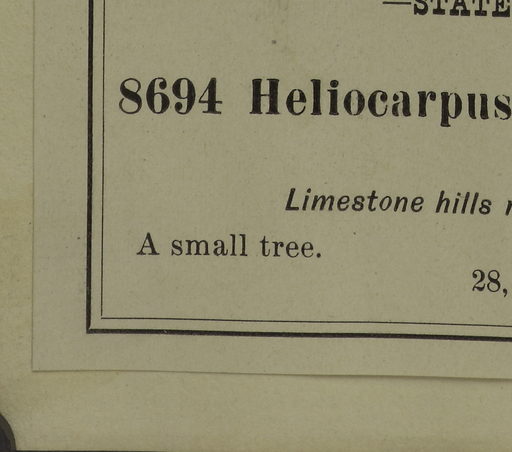 —STATE
8694 Heliocarpus
Limestone hills
A small tree.
28,